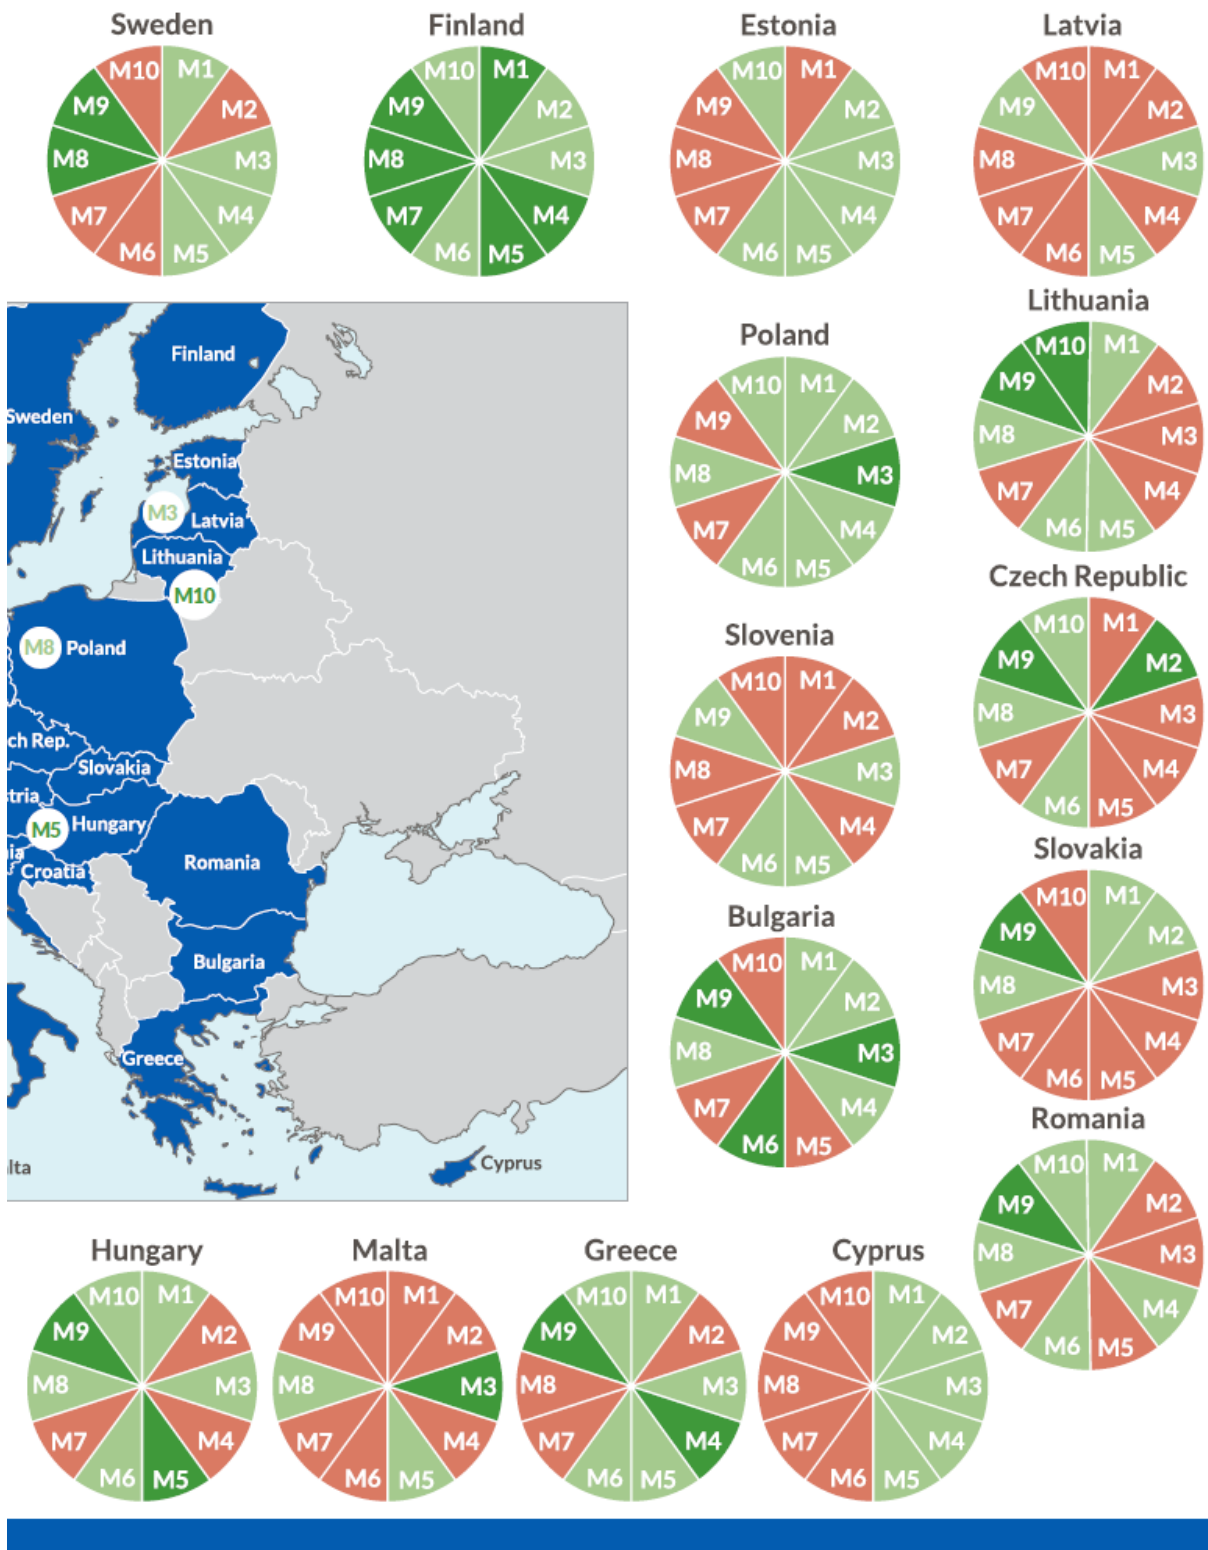 Sweden
M10 M1
M9 M2
M8 M3
M7 M4
M6 M5
Finland
M10 M1
M9 M2
M8 M3
M7 M4
M6 M5
Estonia
M10 M1
M9 M2
M8 M3
M7 M4
M6 M5
Latvia
M10 M1
M9 M2
M8 M3
M7 M4
M6 M5
Finland
Sweden
Estonia
M3
Latvia
Lithuania
M10
M8 Poland
ch Rep.
Slovakia
tria
M5 Hungary
nia
Croatia
Romania
Bulgaria
Greece
lta
Cyprus
Poland
M10 M1
M9 M2
M8 M3
M7 M4
M6 M5
Lithuania
M10 M1
M9 M2
M8 M3
M7 M4
M6 M5
Slovenia
M10 M1
M9 M2
M8 M3
M7 M4
M6 M5
Czech Republic
M10 M1
M9 M2
M8 M3
M7 M4
M6 M5
Bulgaria
M10 M1
M9 M2
M8 M3
M7 M4
M6 M5
Slovakia
M10 M1
M9 M2
M8 M3
M7 M4
M6 M5
Romania
M10 M1
M9 M2
M8 M3
M7 M4
M6 M5
Hungary
M10 M1
M9 M2
M8 M3
M7 M4
M6 M5
Malta
M10 M1
M9 M2
M8 M3
M7 M4
M6 M5
Greece
M10 M1
M9 M2
M8 M3
M7 M4
M6 M5
Cyprus
M10 M1
M9 M2
M8 M3
M7 M4
M6 M5